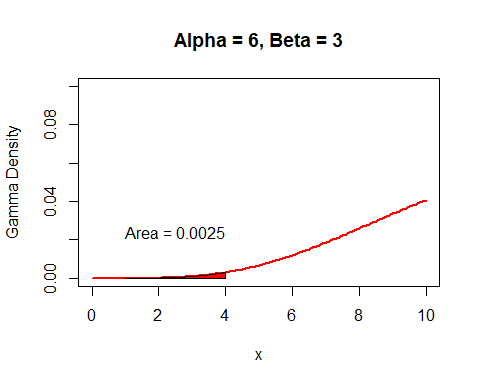 Alpha = 6, Beta = 3
Gamma Density
0.08
0.04
0.00
Area = 0.0025
0 2 4 6 8 10
x